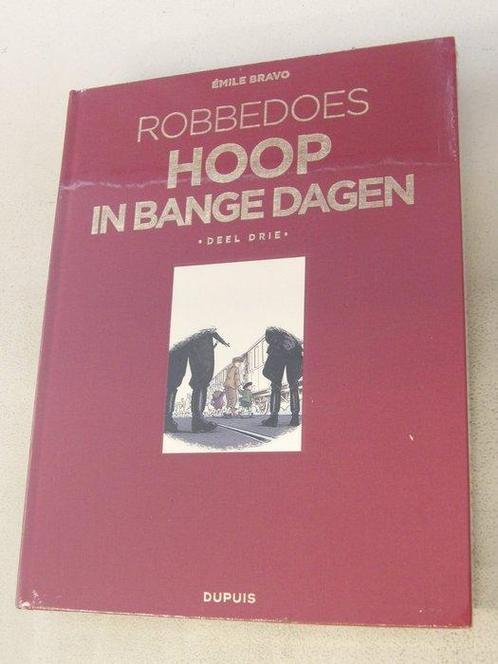 ÉMILE BRAVO
ROBBEDOES
HOOP
IN BANGE DAGEN
• DEEL DRIE •
DUPUIS